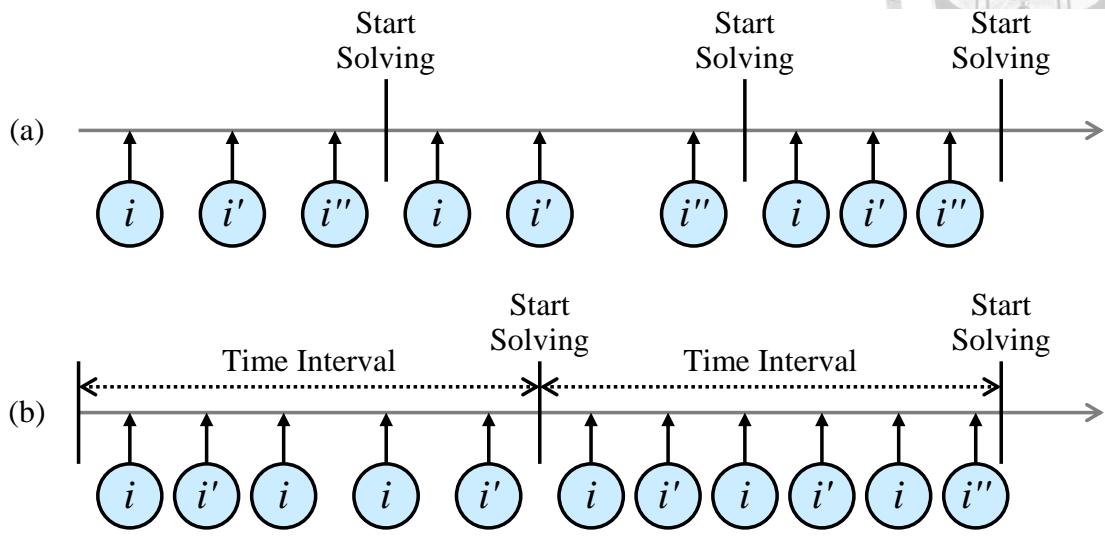 Start Solving
Start Solving
Start Solving
(a)
i i' i'' i i' i'' i i' i''
Start Solving
Start Solving
Time Interval
Time Interval
(b)
i i' i i i' i i' i i' i i''